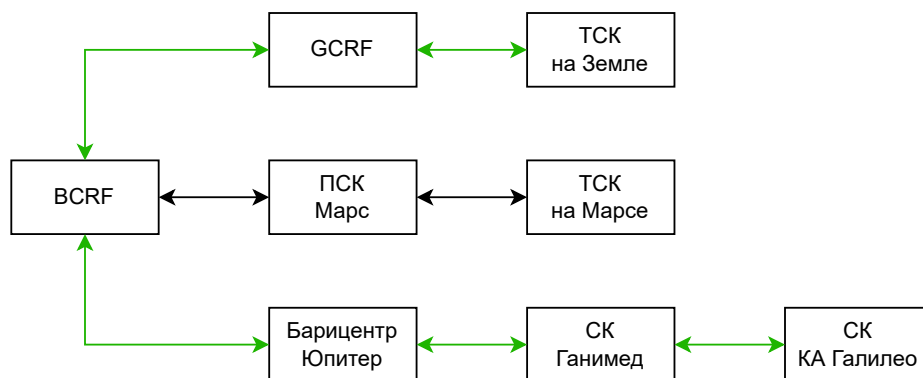 GCRF
ТСК
на Земле
BCRF
ПСК
Марс
ТСК
на Марсе
Барицентр
Юпитер
СК
Ганимед
СК
КА Галилео